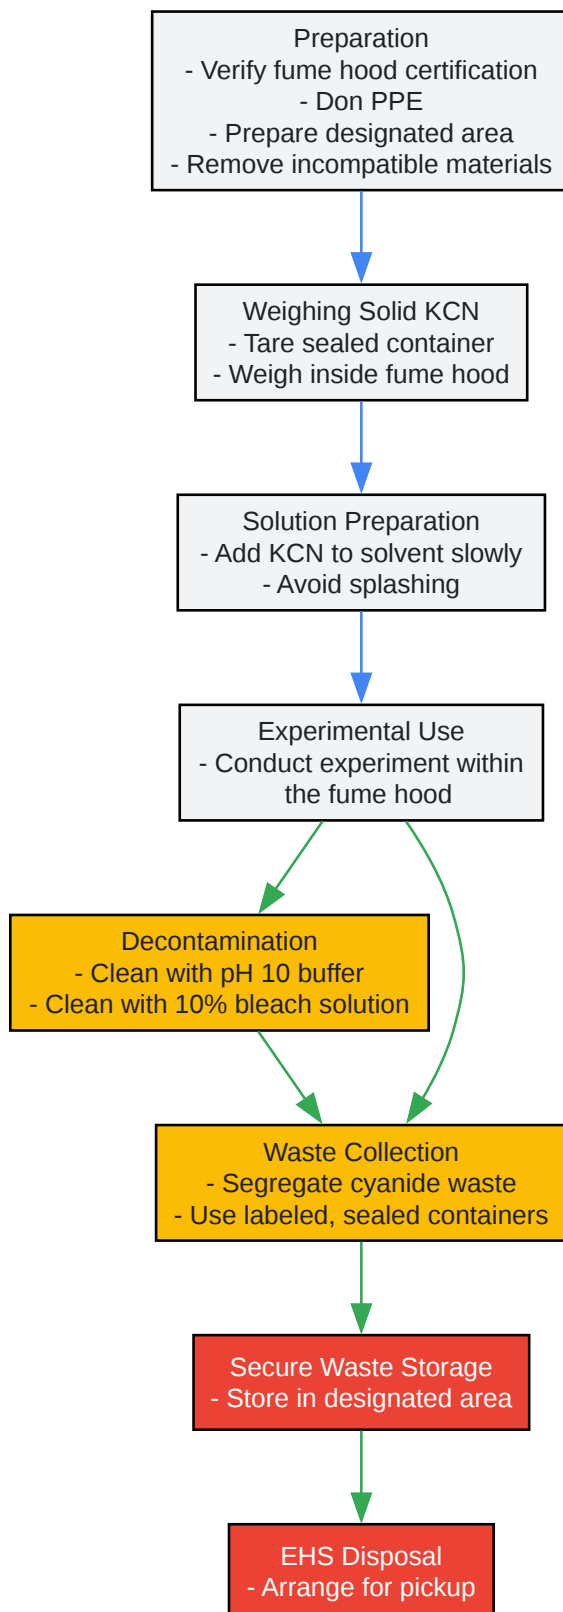 Preparation
- Verify fume hood certification
- Don PPE
- Prepare designated area
- Remove incompatible materials
Weighing Solid KCN
- Tare sealed container
- Weigh inside fume hood
Solution Preparation
- Add KCN to solvent slowly
- Avoid splashing
Experimental Use
- Conduct experiment within
the fume hood
Decontamination
- Clean with pH 10 buffer
- Clean with 10% bleach solution
Waste Collection
- Segregate cyanide waste
- Use labeled, sealed containers
Secure Waste Storage
- Store in designated area
EHS Disposal
- Arrange for pickup